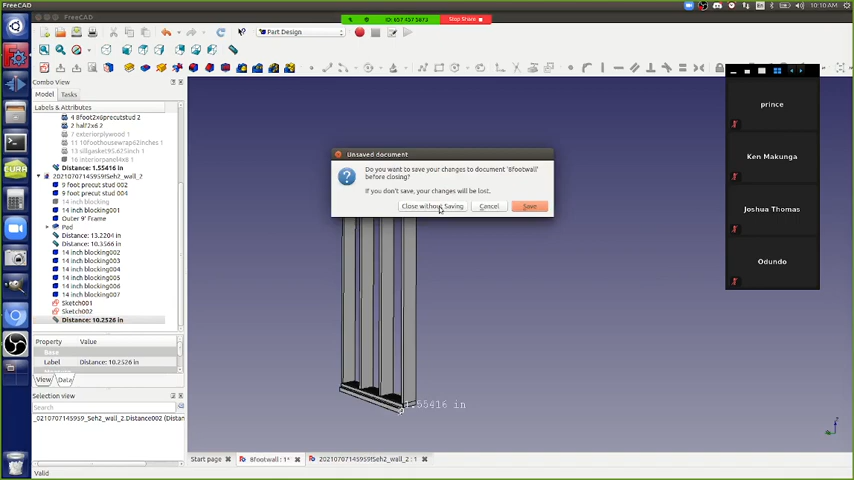 FreeCAD
10:10 AM
ID: 657 457 5873
Stop Share
Part Design
Combo View
Model
Tasks
Labels & Attributes
4 8foot2x6precutstud 2
2 half2x6 2
7 exteriorplywood 1
11 10foothousewrap62inches 1
13 sillgasket95.625inch 1
16 interiorpanel4x8 1
Distance: 1.55416 in
9 foot precut stud 002
9 foot precut stud 004
14 inch blocking
14 inch blocking001
Outer 9' Frame
Pad
Distance: 13.2204 in
Distance: 10.3566 in
14 inch blocking002
14 inch blocking003
14 inch blocking004
14 inch blocking005
14 inch blocking006
14 inch blocking007
Sketch001
Sketch002
Distance: 10.2526 in
Property
Value
Base
Label
Distance: 10.2526 in
View
Data
Selection view
Search
Valid
Unsaved document
Do you want to save your changes to document '8footwall'
before closing?
If you don't save, your changes will be lost.
Close without Saving
Cancel
Save
1.55416 in
Start page
8footwall : 1*
prince
Ken Makunga
Joshua Thomas
Odundo